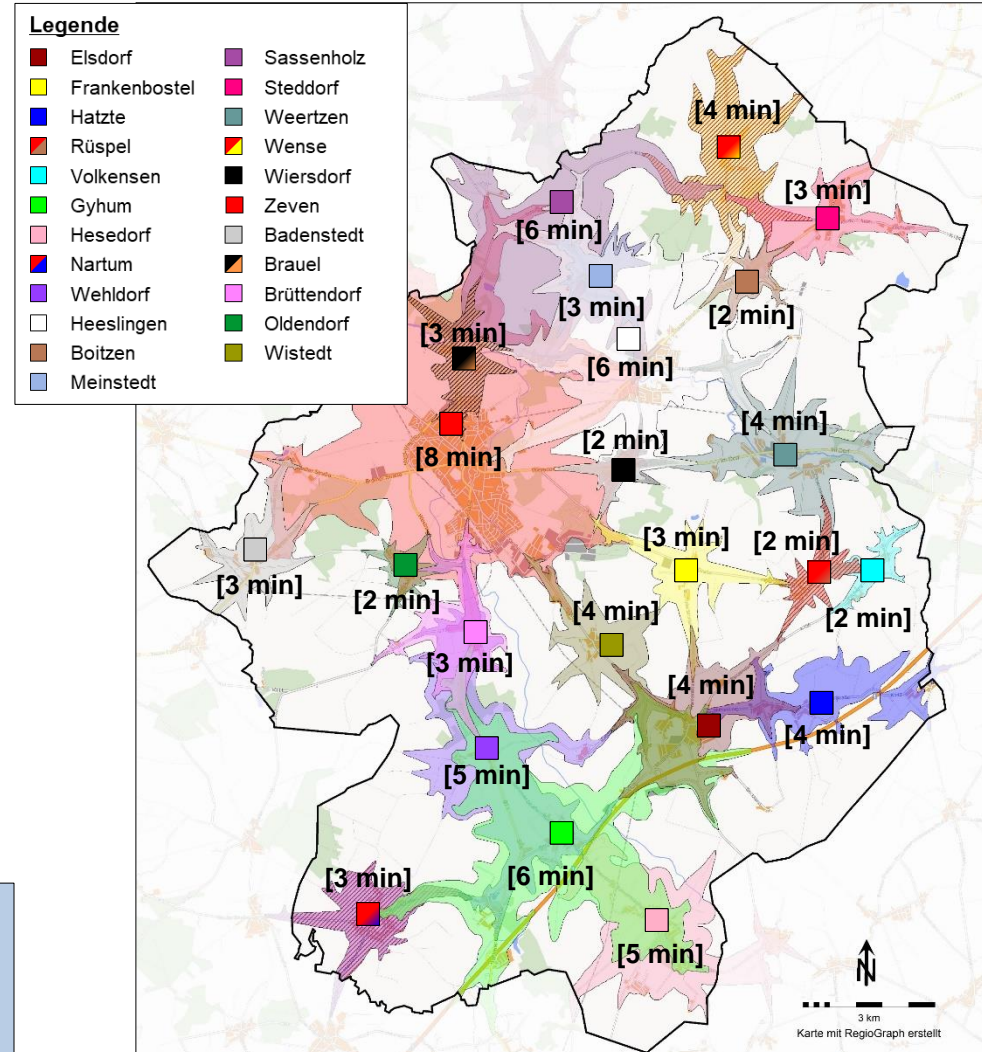 Legende
Elsdorf
Frankenbostel
Hatzte
Rüspel
Volkensen
Gyhum
Hesedorf
Nartum
Wehldorf
Heeslingen
Boitzen
Meinstedt
Sassenholz
Steddorf
Weertzen
Wense
Wiersdorf
Zeven
Badenstedt
Brauel
Brüttendorf
Oldendorf
Wistedt
[4 min]
[3 min]
[6 min]
[3 min]
[2 min]
[3 min]
[6 min]
[4 min]
[2 min]
[8 min]
[3 min]
[2 min]
[3 min]
[2 min]
[4 min]
[2 min]
[3 min]
[4 min]
[4 min]
[5 min]
[6 min]
[3 min]
[5 min]
N
3 km
Karte mit RegioGraph erstellt